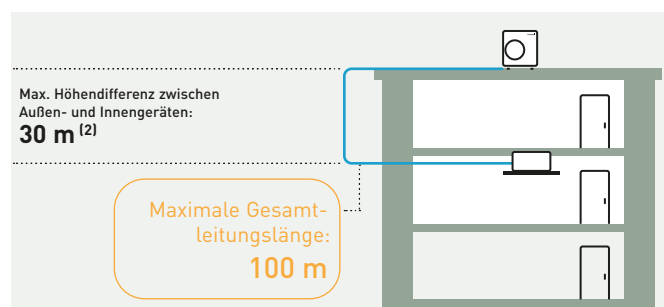 Max. Höhendifferenz zwischen
Außen- und Innengeräten:
30 m (2)
Maximale Gesamt-
leitungslänge:
100 m